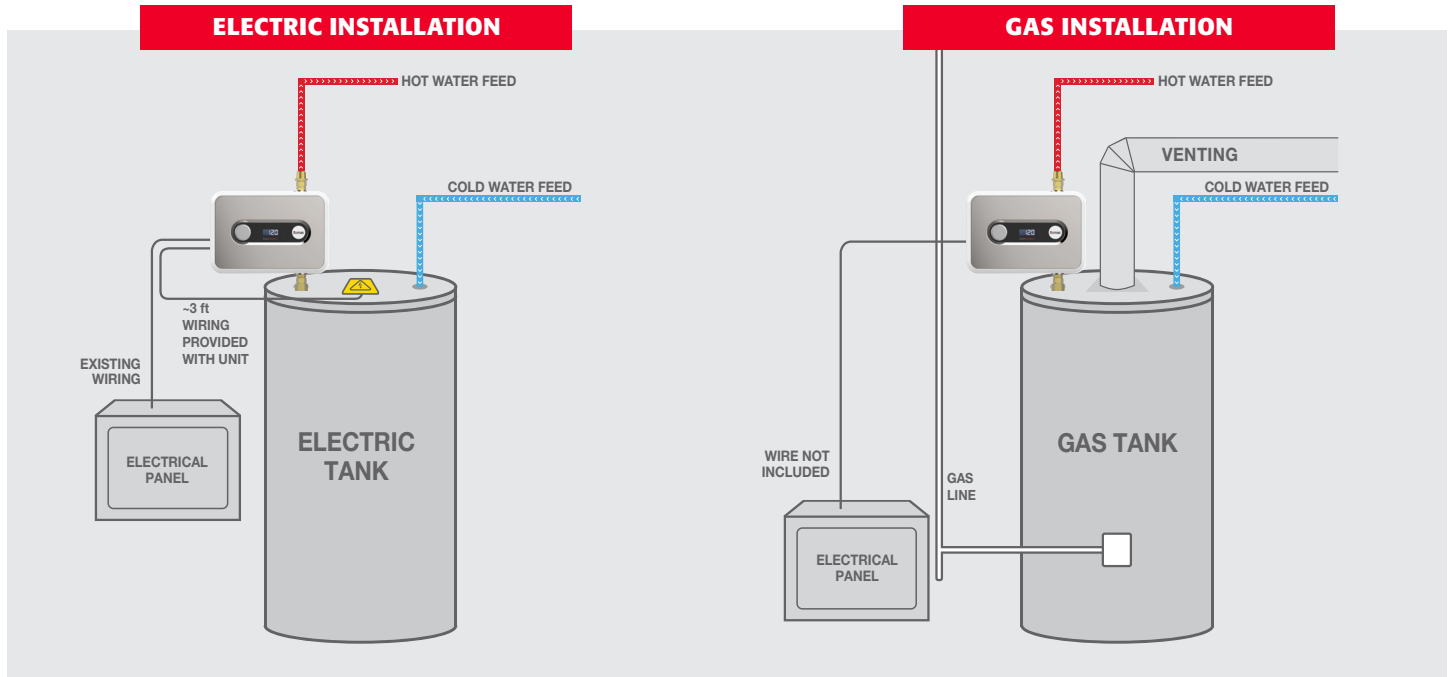 ELECTRIC INSTALLATION
HOT WATER FEED
COLD WATER FEED
120
~3 ft
WIRING
PROVIDED
WITH UNIT
EXISTING
WIRING
ELECTRICAL
PANEL
ELECTRIC
TANK
GAS INSTALLATION
HOT WATER FEED
VENTING
COLD WATER FEED
120
WIRE NOT
INCLUDED
GAS
LINE
GAS TANK
ELECTRICAL
PANEL